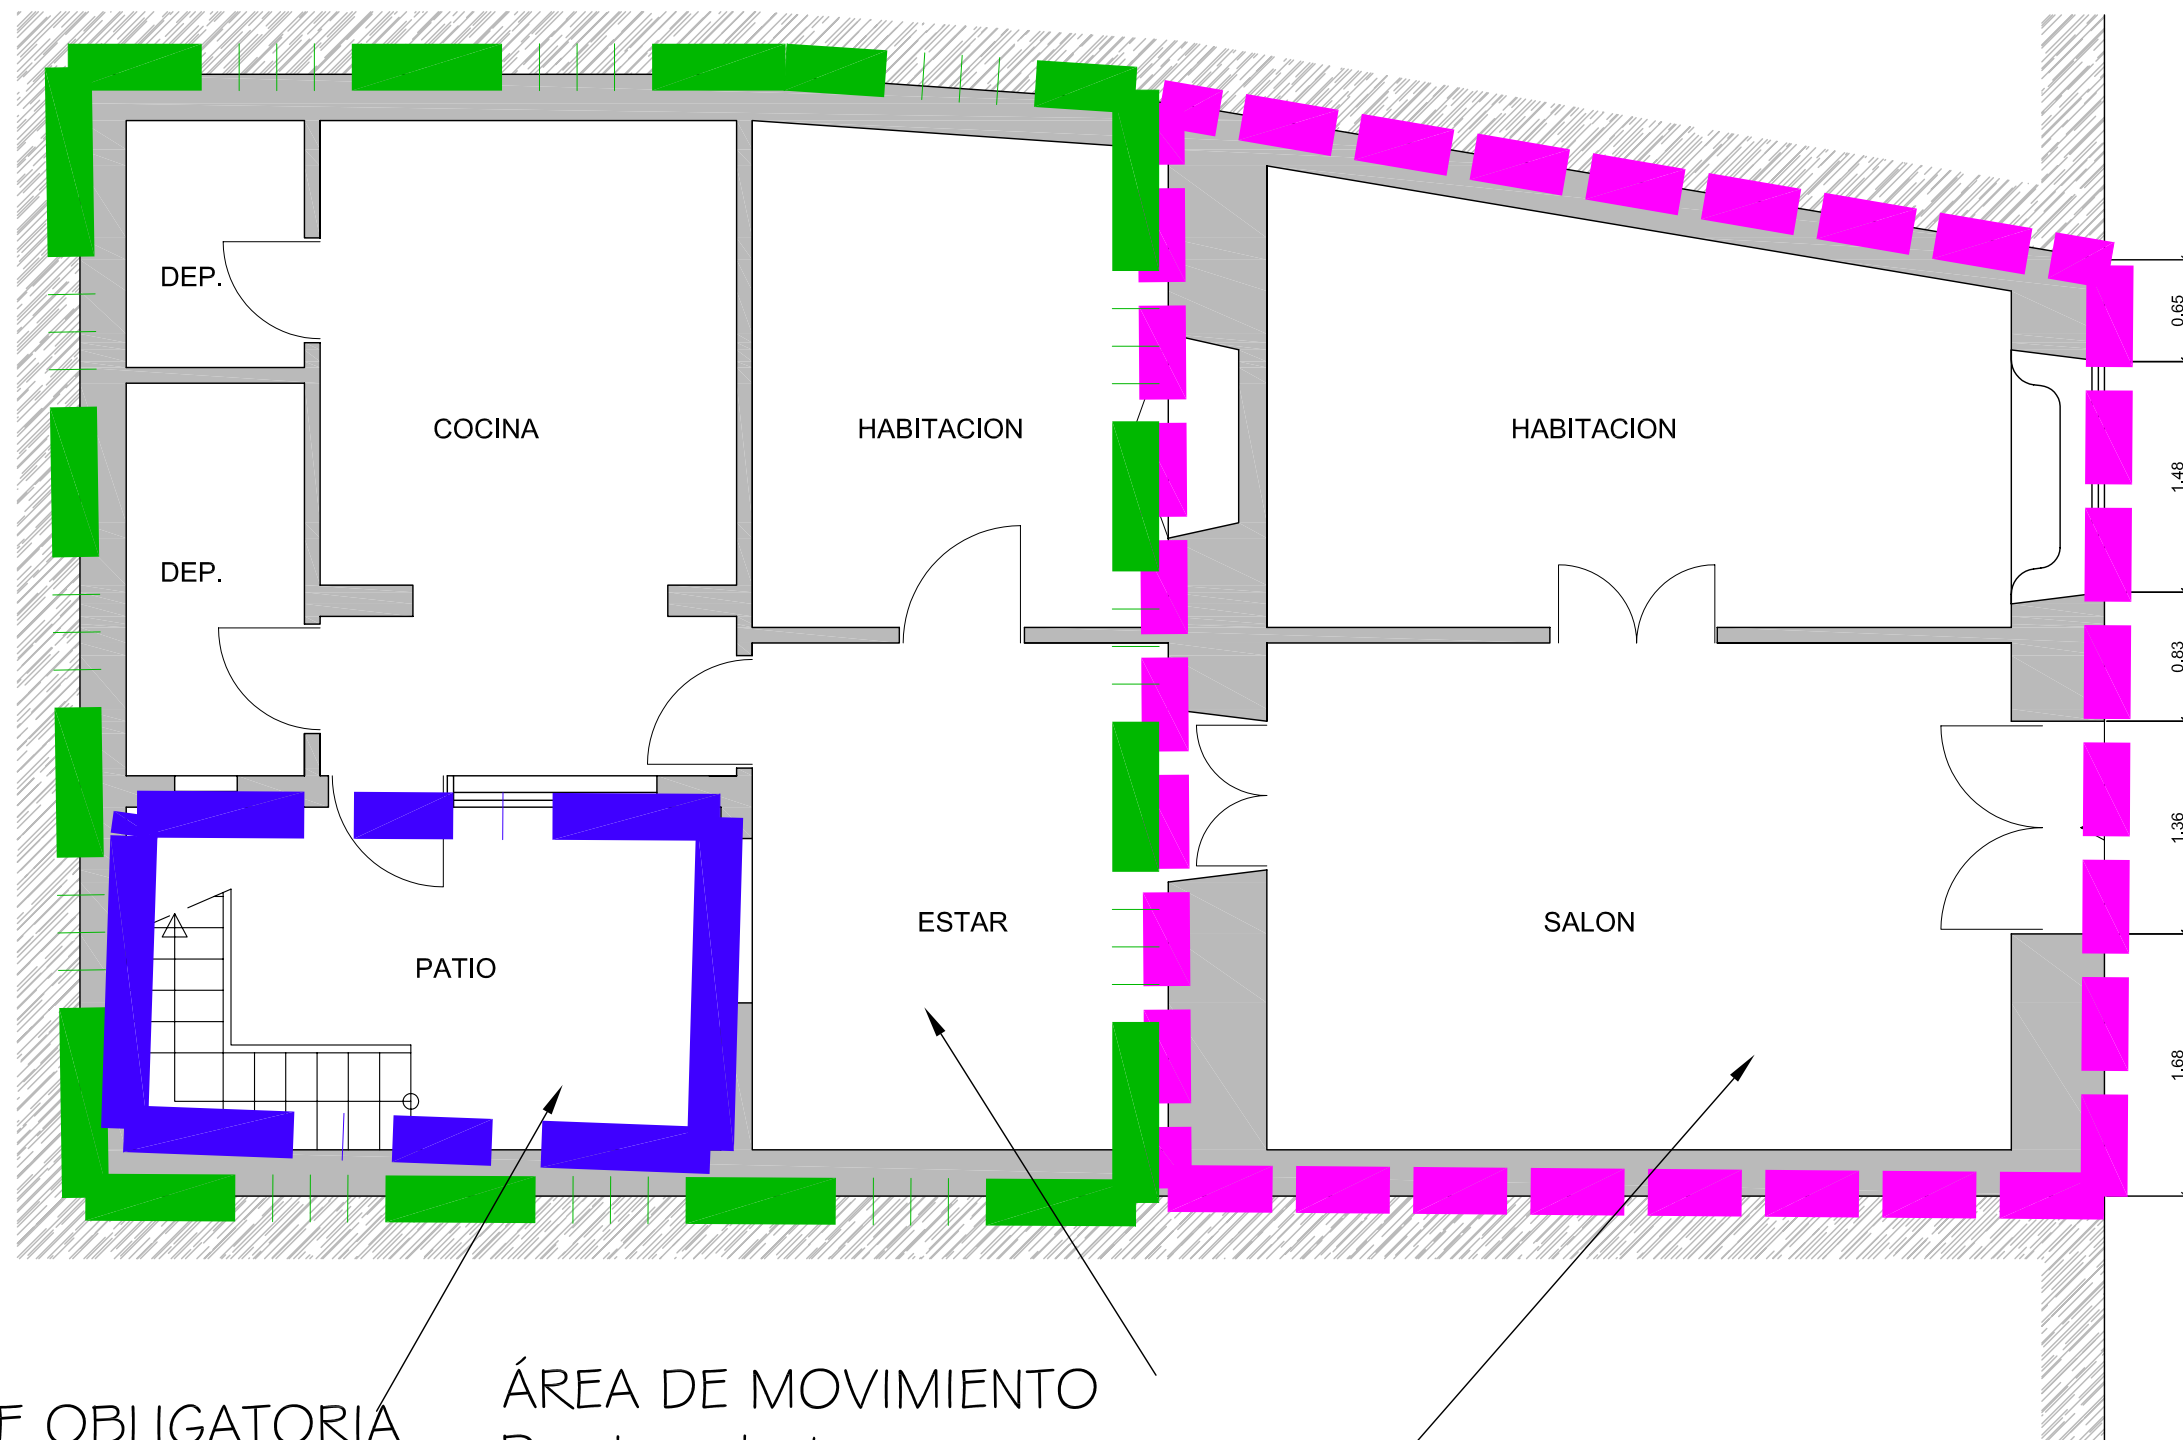 DEP.
COCINA
HABITACION
HABITACION
DEP.
ESTAR
SALON
PATIO
0.65
1.48
0.83
1.36
1.68
ÁREA DE MOVIMIENTO
OBLIGATORIA